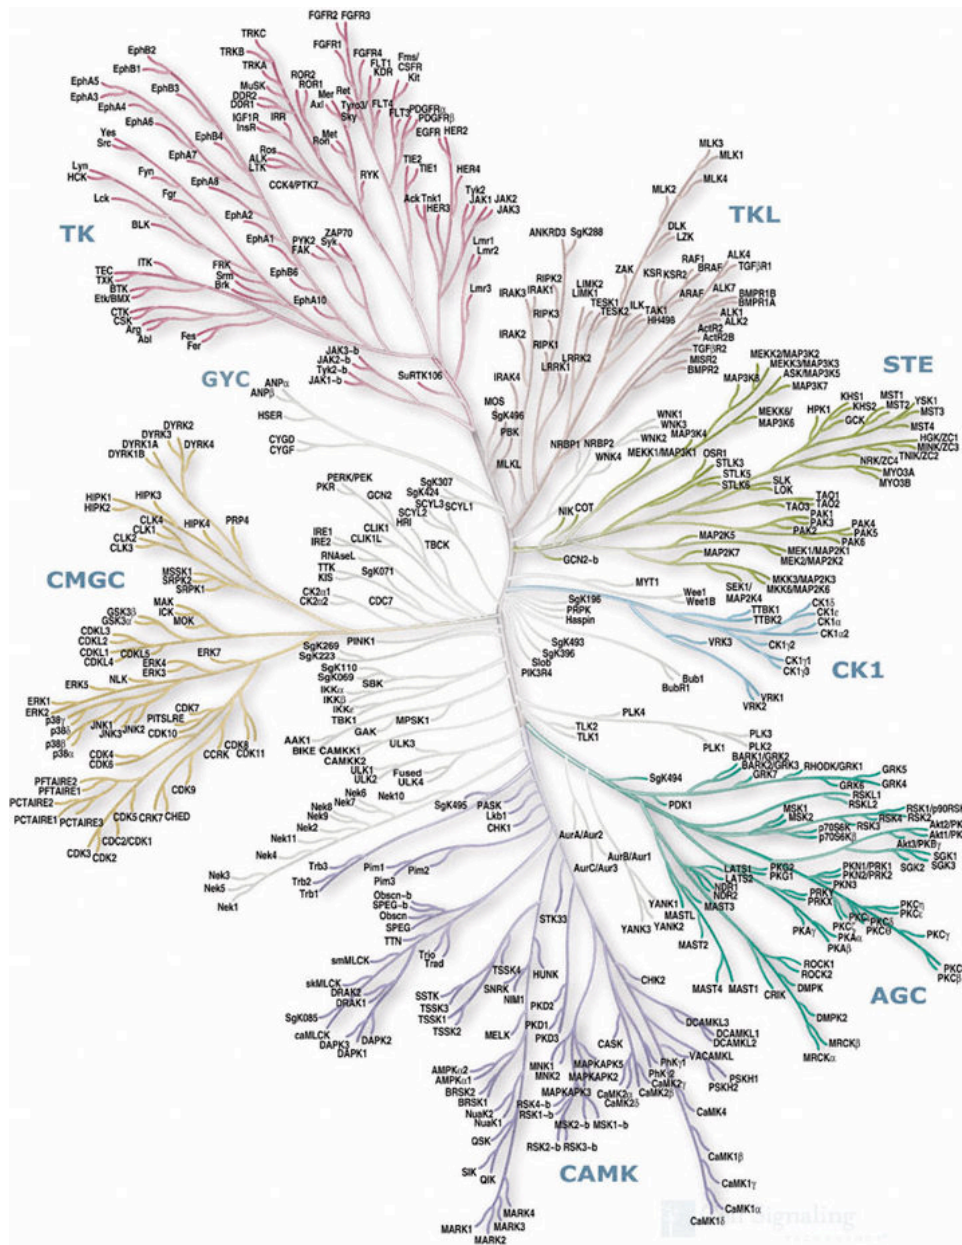 FGFR2 FGFR3
TRKC
FGFR1
TRKB
FGFR4
TRKA
FLT1
KDR
Fms/
CSFR
Kit
EphB2
EphB1
EphA5
EphA3
EphB3
EphA4
EphA6
MuSK
ROR2
ROR1
DDR2
DDR1
Mer
Ret
Axl
Tyro3/
Sky
FLT4
FLT3
PDGFRα
PDGFRβ
IGF1R
InsR
IRR
EGFR
HER2
Yes
Src
EphB4
Met
Ron
MLK3
MLK1
Ros
ALK
LTK
EphA7
TIE2
TIE1
HER4
Lyn
HCK
Fyn
EphA8
CCK4/PTK7
RYK
MLK2
MLK4
Lck
Fgr
Ack
Tnk1
HER3
Tyk2
JAK1
JAK2
JAK3
TKL
TK
BLK
EphA2
EphA1
PYK2
FAK
ZAP70
Syk
Lmr1
Lmr2
ANKRD3
SgK288
DLK
LZK
ITK
TEC
TXK
BTK
Etk/BMX
CTK
CSK
Arg
Abl
FRK
Srm
Brk
EphB6
EphA10
Lmr3
IRAK3
IRAK1
RIPK2
LIMK2
LIMK1
TESK1
TESK2
ZAK
KSR1
KSR2
RAF1
BRAF
ARAF
ALK4
TGFβR1
ALK7
BMPR1B
BMPR1A
ALK1
ALK2
ILK
TAK1
HH498
RIPK3
IRAK2
RIPK1
LRRK2
LRRK1
ActR2
ActR2B
TGFβR2
MISR2
BMPR2
Fes
Fer
JAK3~b
JAK2~b
Tyk2~b
JAK1~b
SuRTK106
IRAK4
MEKK2/MAP3K2
MEKK3/MAP3K3
ASK/MAP3K5
MAP3K8
MAP3K7
STE
GYC
ANPα
ANPβ
HSER
MOS
SgK496
PBK
WNK1
WNK3
WNK2
WNK4
NRBP1
NRBP2
MAP3K4
MEKK6/
MAP3K6
MEKK1/MAP3K1
HPK1
KHS1
KHS2
GCK
MST1
MST2
YSK1
MST3
MST4
HGK/ZC1
MINK/ZC3
TNIK/ZC2
NRK/ZC4
MYO3A
MYO3B
DYRK2
DYRK3
DYRK1A
DYRK1B
DYRK4
CYGD
CYGF
MLKL
OSR1
STLK3
STLK5
STLK6
SLK
LOK
TAO1
TAO2
TAO3
PERK/PEK
PKR
GCN2
SgK307
SgK424
SCYL3
SCYL2
SCYL1
HRI
HIPK1
HIPK2
HIPK3
CLK4
CLK1
CLK2
CLK3
HIPK4
PRP4
NIK
COT
PAK1
PAK3
PAK2
PAK4
PAK5
PAK6
IRE1
IRE2
CLIK1
CLIK1L
TBCK
RNAseL
MAP2K5
MAP2K7
MEK1/MAP2K1
MEK2/MAP2K2
GCN2~b
CMGC
TTK
KIS
SgK071
CK2α1
CK2α2
CDC7
MSSK1
SRPK2
SRPK1
MAK
ICK
MOK
GSK3β
GSK3α
MYT1
Wee1
Wee1B
SEK1/
MAP2K4
MKK3/MAP2K3
MKK6/MAP2K6
SgK196
PRPK
Haspin
TTBK1
TTBK2
CK1δ
CK1ε
CK1α
CK1α2
CDKL3
CDKL2
CDKL1
CDKL4
CDKL5
PINK1
SgK269
SgK223
SgK493
SgK396
Slob
PIK3R4
VRK3
CK1γ2
CK1γ1
CK1γ3
CK1
ERK7
ERK4
ERK3
NLK
ERK5
ERK1
ERK2
SgK110
SgK069
SBK
Bub1
BubR1
VRK1
VRK2
p38γ
p38δ
p38β
p38α
JNK1
JNK3
JNK2
CDK7
PITSLRE
CDK10
IKKα
IKKβ
IKKε
TBK1
MPSK1
GAK
PLK4
TLK2
TLK1
PLK3
PLK1
PLK2
CDK4
CDK6
CCRK
CDK8
CDK11
AAK1
BIKE
CAMKK1
CAMKK2
ULK3
ULK1
ULK2
Fused
ULK4
BARK1/GRK2
BARK2/GRK3
RHODK/GRK1
GRK5
GRK7
GRK6
GRK4
SgK494
PFTAIRE2
PFTAIRE1
PCTAIRE2
PCTAIRE1
PCTAIRE3
CDK9
CDK5
CRK7
CHED
CDC2/CDK1
CDK3
CDK2
Nek6
Nek7
Nek10
Nek8
Nek9
Nek2
Nek11
Nek4
Nek3
Nek5
Nek1
SgK495
PASK
Lkb1
CHK1
PDK1
RSKL1
RSKL2
MSK1
MSK2
RSK1/p90RSK
RSK4
RSK2
p70S6K
RSK3
p70S6Kβ
Akt2/PK
Akt1/PK
Akt3/PKBγ
AurA/Aur2
AurB/Aur1
AurC/Aur3
SGK1
SGK2
SGK3
LATS1
LATS2
PKG2
PKG1
NDR1
NDR2
PKN1/PRK1
PKN2/PRK2
PKN3
PRKY
PRKX
Trb3
Trb2
Trb1
Pim1
Pim2
Pim3
Obscn~b
SPEG~b
Obscn
SPEG
TTN
STK33
YANK1
YANK2
YANK3
MASTL
MAST3
MAST2
MAST4
MAST1
PKAγ
PKAα
PKAβ
PKCζ
PKCδ
PKCθ
PKCη
PKCε
PKCγ
PKCβ
smMLCK
Trio
Trad
skMLCK
DRAK2
DRAK1
TSSK4
SNRK
NIM1
HUNK
CHK2
CRIK
ROCK1
ROCK2
DMPK
AGC
SgK085
caMLCK
DAPK3
DAPK2
DAPK1
SSTK
TSSK3
TSSK1
TSSK2
MELK
PKD2
PKD1
PKD3
DCAMKL3
DCAMKL1
DCAMKL2
DMPK2
MRCKβ
MRCKα
CASK
VACAMKL
PhKγ1
PhKγ2
PSKH1
PSKH2
AMPKα2
AMPKα1
BRSK2
BRSK1
NuaK2
NuaK1
MNK1
MNK2
MAPKAPK5
MAPKAPK2
MAPKAPK3
CaMK2γ
CaMK2α
CaMK2β
CaMK2δ
RSK4~b
RSK1~b
MSK2~b
MSK1~b
RSK2~b
RSK3~b
CaMK4
QSK
SIK
QIK
CAMK
CaMK1β
CaMK1γ
CaMK1α
CaMK1δ
MARK4
MARK1
MARK3
MARK2
Signaling